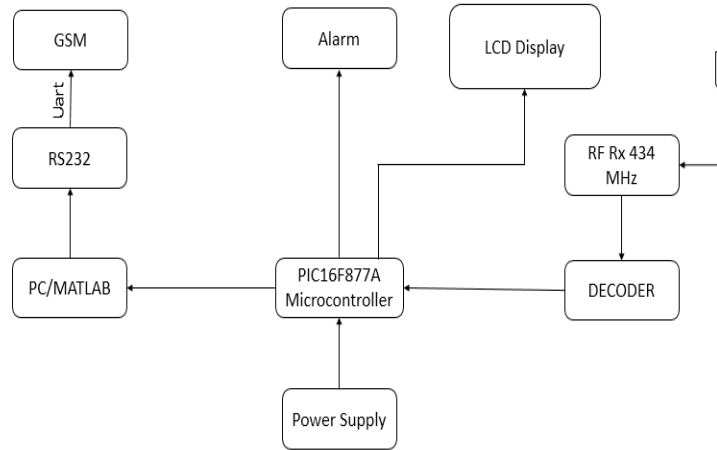 GSM
Alarm
LCD Display
Uart
RS232
RF Rx 434
MHz
PC/MATLAB
PIC16F877A
Microcontroller
DECODER
Power Supply